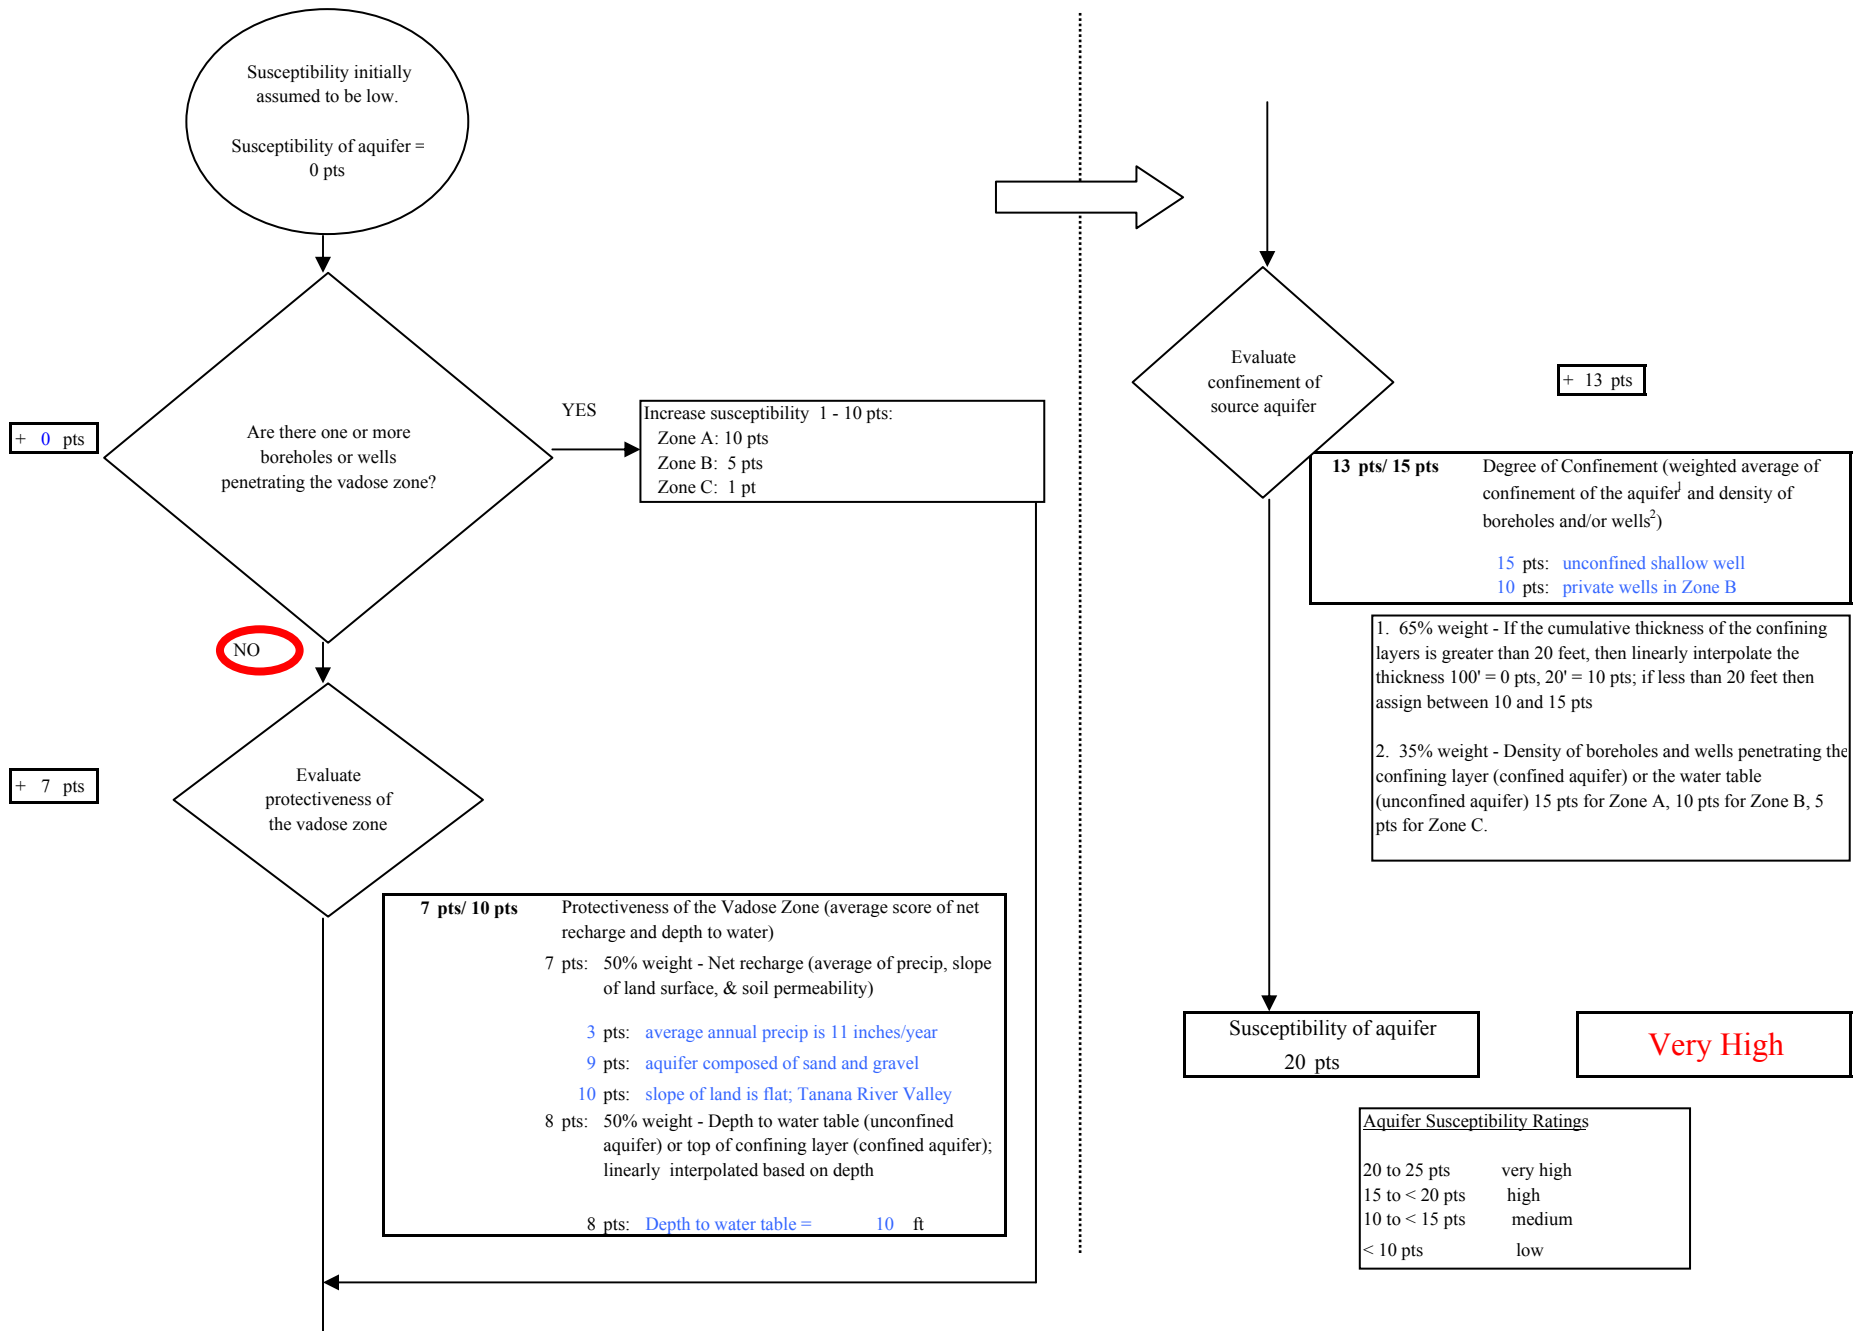 Susceptibility initially
assumed to be low.
Susceptibility of aquifer =
0 pts
Are there one or more
boreholes or wells
penetrating the vadose zone?
+ 0 pts
YES
Increase susceptibility 1 - 10 pts:
Zone A: 10 pts
Zone B: 5 pts
Zone C: 1 pt
NO
Evaluate
protectiveness of
the vadose zone
+ 7 pts
7 pts/ 10 pts Protectiveness of the Vadose Zone (average score of net
recharge and depth to water)
7 pts: 50% weight - Net recharge (average of precip, slope
of land surface, & soil permeability)
3 pts: average annual precip is 11 inches/year
9 pts: aquifer composed of sand and gravel
10 pts: slope of land is flat; Tanana River Valley
8 pts: 50% weight - Depth to water table (unconfined
aquifer) or top of confining layer (confined aquifer);
linearly interpolated based on depth
8 pts: Depth to water table = 10 ft
Evaluate
confinement of
source aquifer
+ 13 pts
13 pts/ 15 pts Degree of Confinement (weighted average of
confinement of the aquifer1 and density of
boreholes and/or wells2)
15 pts: unconfined shallow well
10 pts: private wells in Zone B
1. 65% weight - If the cumulative thickness of the confining
layers is greater than 20 feet, then linearly interpolate the
thickness 100' = 0 pts, 20' = 10 pts; if less than 20 feet then
assign between 10 and 15 pts
2. 35% weight - Density of boreholes and wells penetrating the
confining layer (confined aquifer) or the water table
(unconfined aquifer) 15 pts for Zone A, 10 pts for Zone B, 5
pts for Zone C.
Susceptibility of aquifer
20 pts
Very High
Aquifer Susceptibility Ratings
20 to 25 pts very high
15 to < 20 pts high
10 to < 15 pts medium
< 10 pts low